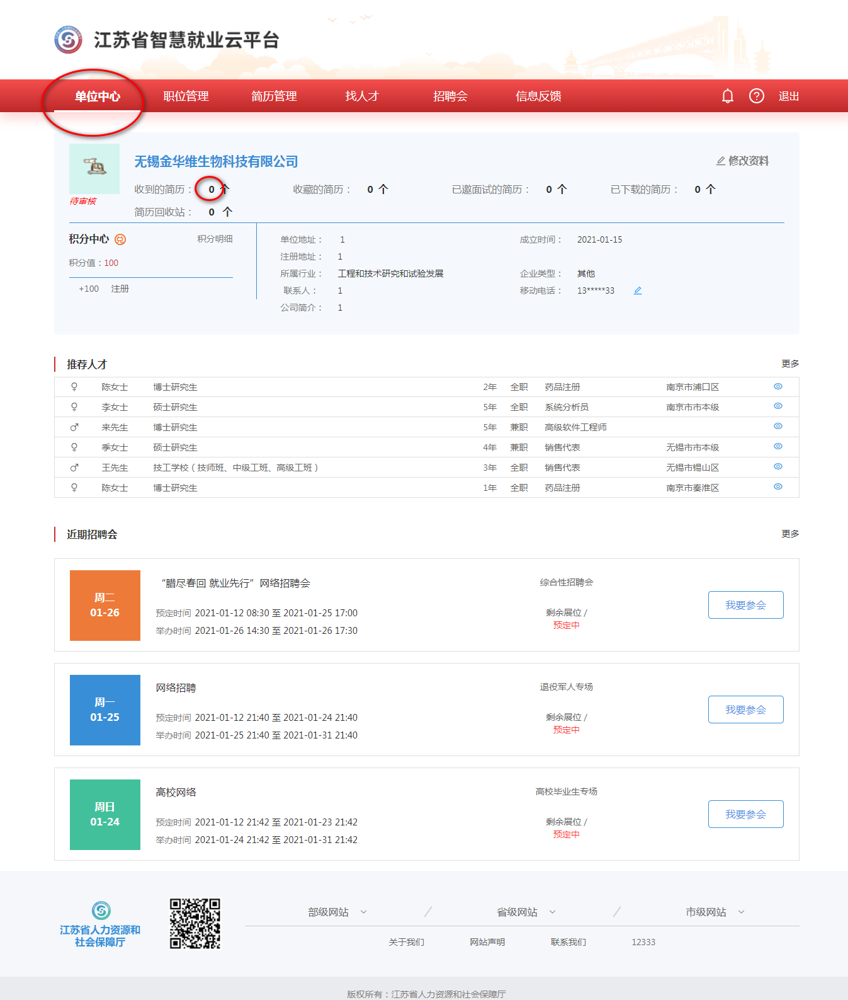 江苏省智慧就业云平台
单位中心 职位管理 简历管理 找人才 招聘会 信息反馈 退出
无锡金华维生物科技有限公司 修改资料
收到的简历： 0 个 收藏的简历： 0 个 已邀面试的简历： 0 个 已下载的简历： 0 个
待审核
简历回收站： 0 个
积分中心 积分明细
积分值：100
+100 注册
单位地址： 1 成立时间： 2021-01-15
注册地址： 1
所属行业： 工程和技术研究和试验发展 企业类型： 其他
联系人： 1 移动电话： 13*****33
公司简介： 1
推荐人才 更多
陈女士 博士研究生 2年 全职 药品注册 南京市浦口区
李女士 硕士研究生 5年 全职 系统分析员 南京市市本级
来先生 博士研究生 5年 兼职 高级软件工程师
季女士 硕士研究生 4年 兼职 销售代表 无锡市市本级
王先生 技工学校（技师班、中级工班、高级工班） 3年 全职 销售代表 无锡市锡山区
陈女士 博士研究生 1年 全职 药品注册 南京市秦淮区
近期招聘会 更多
周二
01-26
“腊尽春回 就业先行”网络招聘会 综合性招聘会
预定时间 2021-01-12 08:30 至 2021-01-25 17:00 剩余展位 /
预定中
举办时间 2021-01-26 14:30 至 2021-01-26 17:30
我要参会
周一
01-25
网络招聘 退役军人专场
预定时间 2021-01-12 21:40 至 2021-01-24 21:40 剩余展位 /
预定中
举办时间 2021-01-25 21:40 至 2021-01-31 21:40
我要参会
周日
01-24
高校网络 高校毕业生专场
预定时间 2021-01-12 21:42 至 2021-01-23 21:42 剩余展位 /
预定中
举办时间 2021-01-24 21:42 至 2021-01-31 21:42
我要参会
江苏省人力资源和
社会保障厅
部级网站 省级网站 市级网站
关于我们 网站声明 联系我们 12333
版权所有：江苏省人力资源和社会保障厅